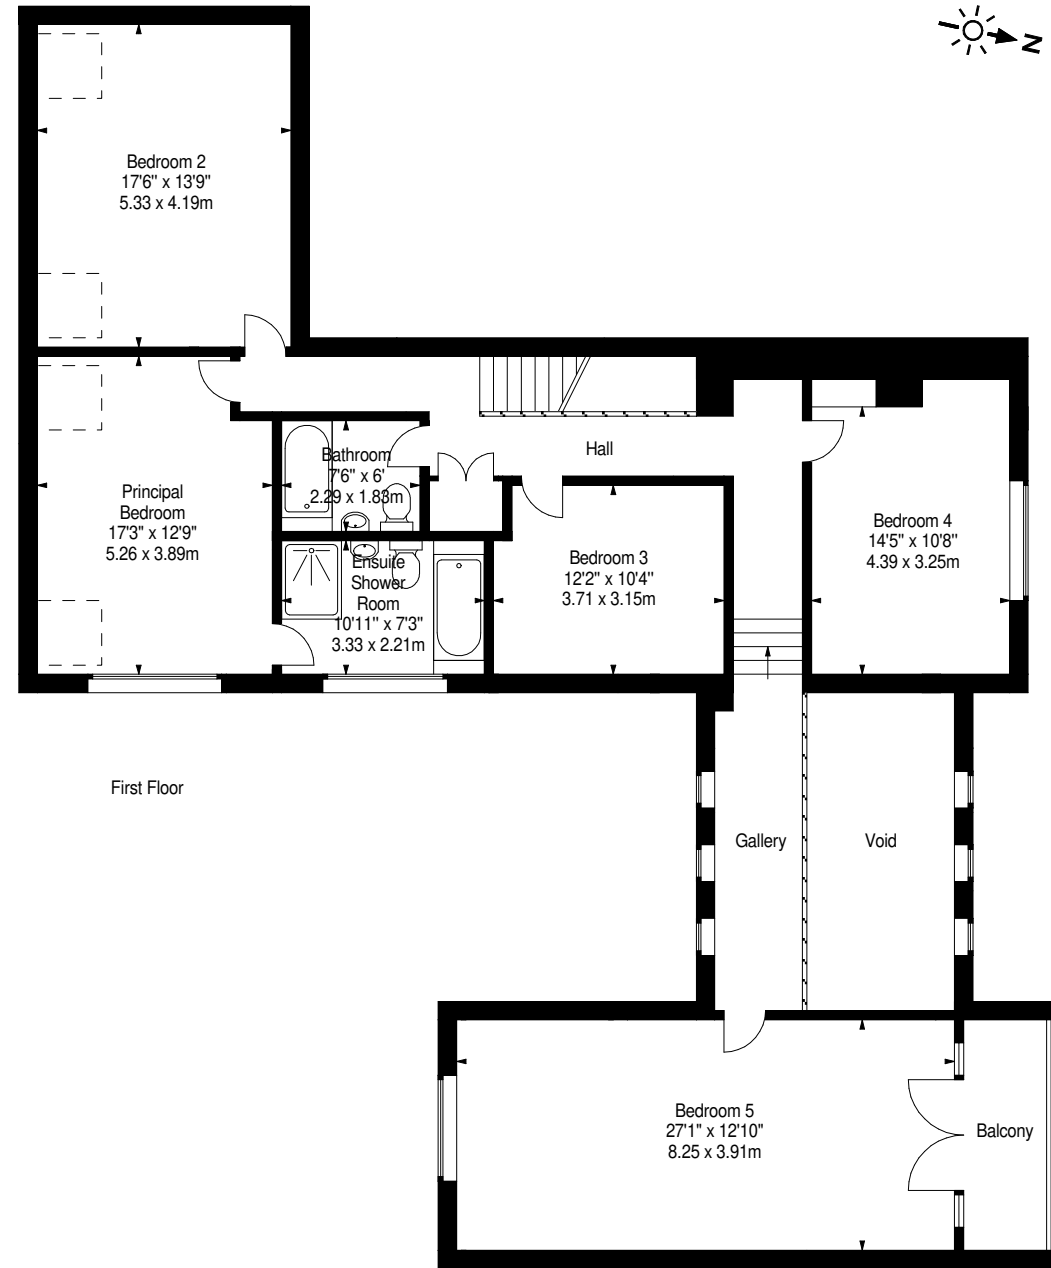 N
Bedroom 2
17'6" x 13'9"
5.33 x 4.19m
Hall
Bathroom
7'6" x 6'
2.29 x 1.83m
Principal
Bedroom
17'3" x 12'9"
5.26 x 3.89m
Bedroom 4
14'5" x 10'8"
4.39 x 3.25m
Bedroom 3
12'2" x 10'4"
3.71 x 3.15m
Ensuite
Shower
Room
10'11" x 7'3"
3.33 x 2.21m
First Floor
Gallery
Void
Bedroom 5
27'1" x 12'10"
8.25 x 3.91m
Balcony